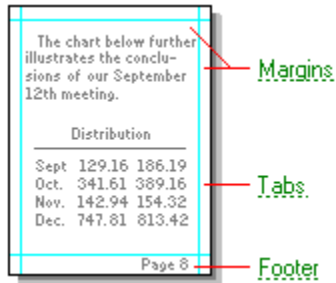 The chart below further
illustrates the conclu-
sions of our September
12th meeting.
Margins
Distribution
Sept 129.16 186.19
Oct. 341.61 389.16
Nov. 142.94 154.32
Dec. 747.81 813.42
Tabs
Page 8
Footer